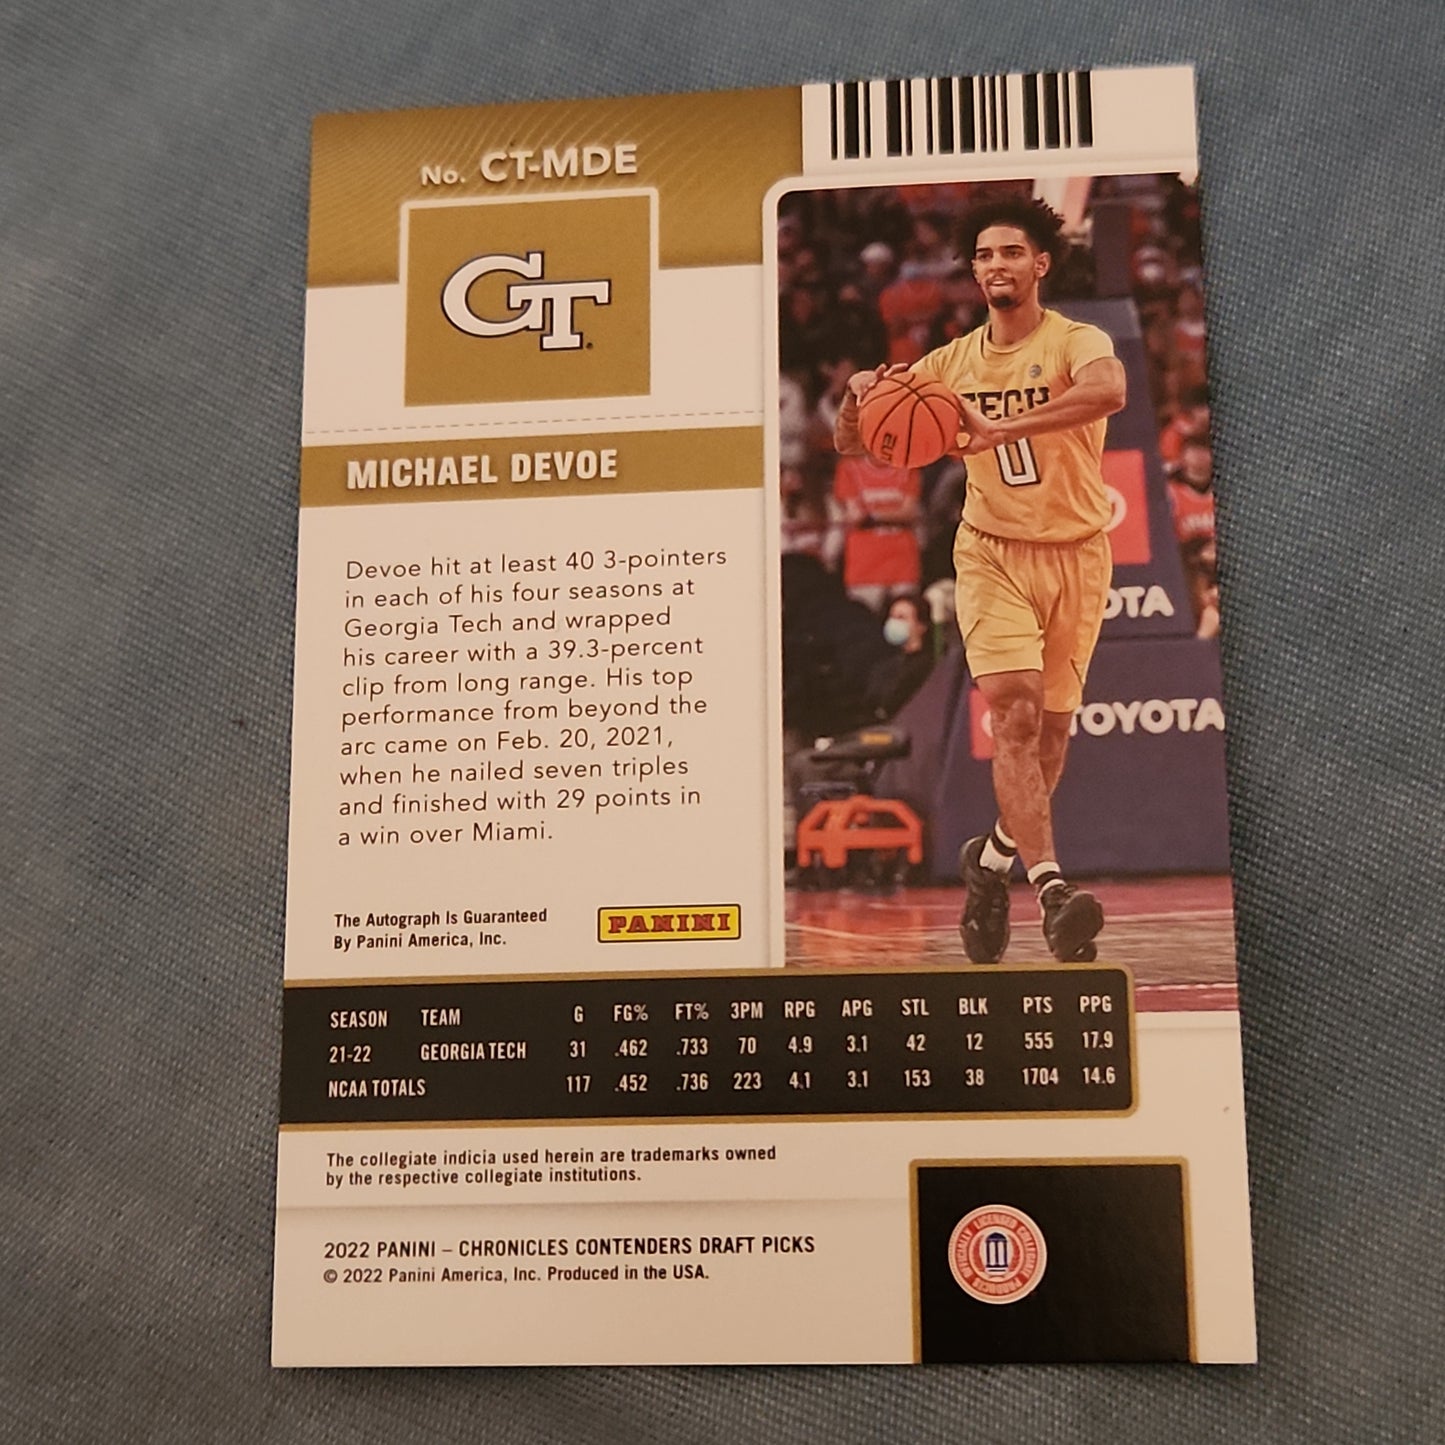 No. CT-MDE
GT
MICHAEL DEVOE
Devoe hit at least 40 3-pointers
in each of his four seasons at
Georgia Tech and wrapped
his career with a 39.3-percent
clip from long range. His top
performance from beyond the
arc came on Feb. 20, 2021,
when he nailed seven triples
and finished with 29 points in
a win over Miami.
The Autograph Is Guaranteed
By Panini America, Inc.
PANINI
TECH
0
OTA
TOYOTA
SEASON TEAM G FG% FT% 3PM RPG APG STL BLK PTS PPG
21-22 GEORGIA TECH 31 .462 .733 70 4.9 3.1 42 12 555 17.9
NCAA TOTALS 117 .452 .736 223 4.1 3.1 153 38 1704 14.6
The collegiate indicia used herein are trademarks owned
by the respective collegiate institutions.
2022 PANINI – CHRONICLES CONTENDERS DRAFT PICKS
© 2022 Panini America, Inc. Produced in the USA.
OFFICIALLY LICENSED COLLEGIATE PRODUCTS